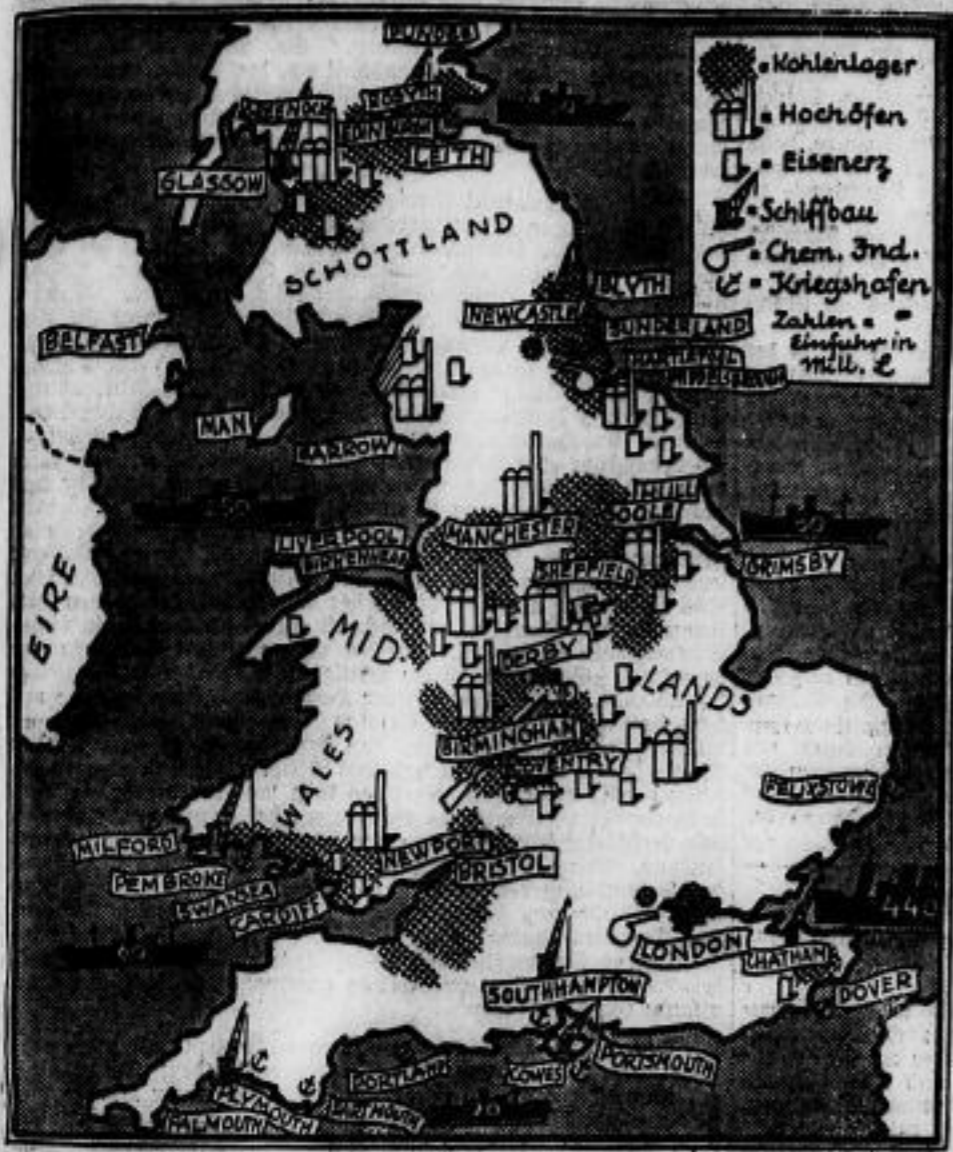 DUNDEE
ROSYTH
GREENOCK
EDINBURGH
LEITH
GLASGOW
SCHOTTLAND
= Kohlenlager
= Hochöfen
= Eisenerz
= Schiffbau
= Chem. Ind.
= Kriegshafen
Zahlen =
Einfuhr in
Mill. £
BLYTH
NEWCASTLE
SUNDERLAND
BELFAST
MAN
BARROW
HULL
MANCHESTER
LIVERPOOL
GRIMSBY
SHEFFIELD
EIRE
MID-
LANDS
DERBY
BIRMINGHAM
COVENTRY
WALES
FELIXSTOWE
MILFORD
NEWPORT
BRISTOL
PEMBROKE
SWANSEA
CARDIFF
LONDON
CHATHAM
DOVER
SOUTHHAMPTON
PORTSMOUTH
COWES
PORTLAND
PLYMOUTH
DARTMOUTH
FALMOUTH